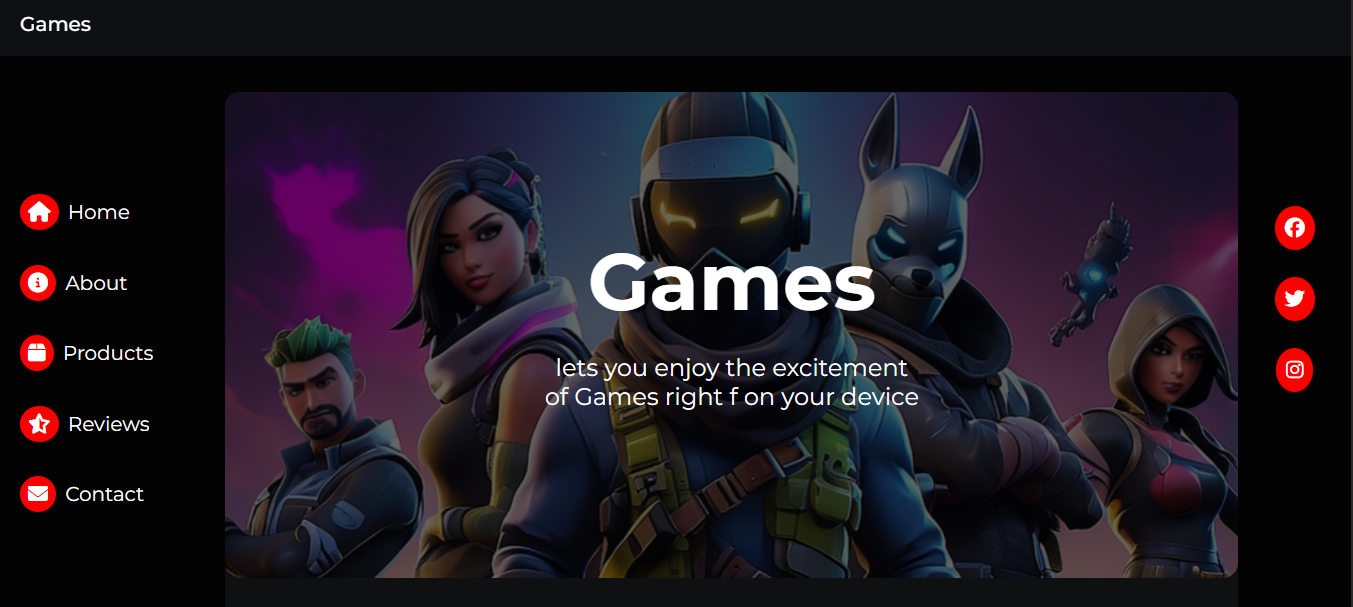 Games
Home
About
Products
Reviews
Contact
Games
lets you enjoy the excitement
of Games right f on your device